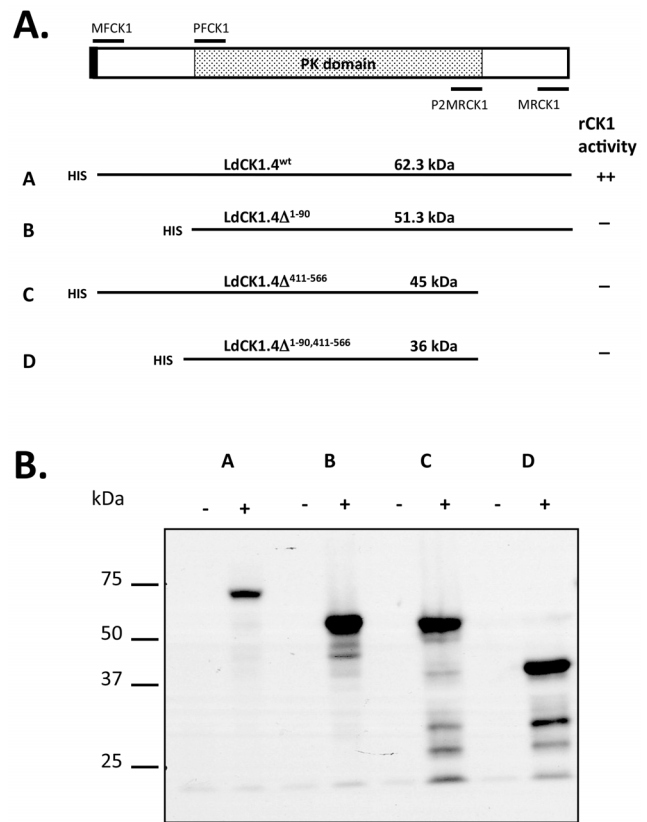 A.
MFCK1 PFCK1
PK domain
P2MRCK1 MRCK1
rCK1
activity
A HIS LdCK1.4wt 62.3 kDa ++
B HIS LdCK1.4Δ1-90 51.3 kDa –
C HIS LdCK1.4Δ411-566 45 kDa –
D HIS LdCK1.4Δ1-90,411-566 36 kDa –
B.
A B C D
kDa - + - + - + - +
75
50
37
25